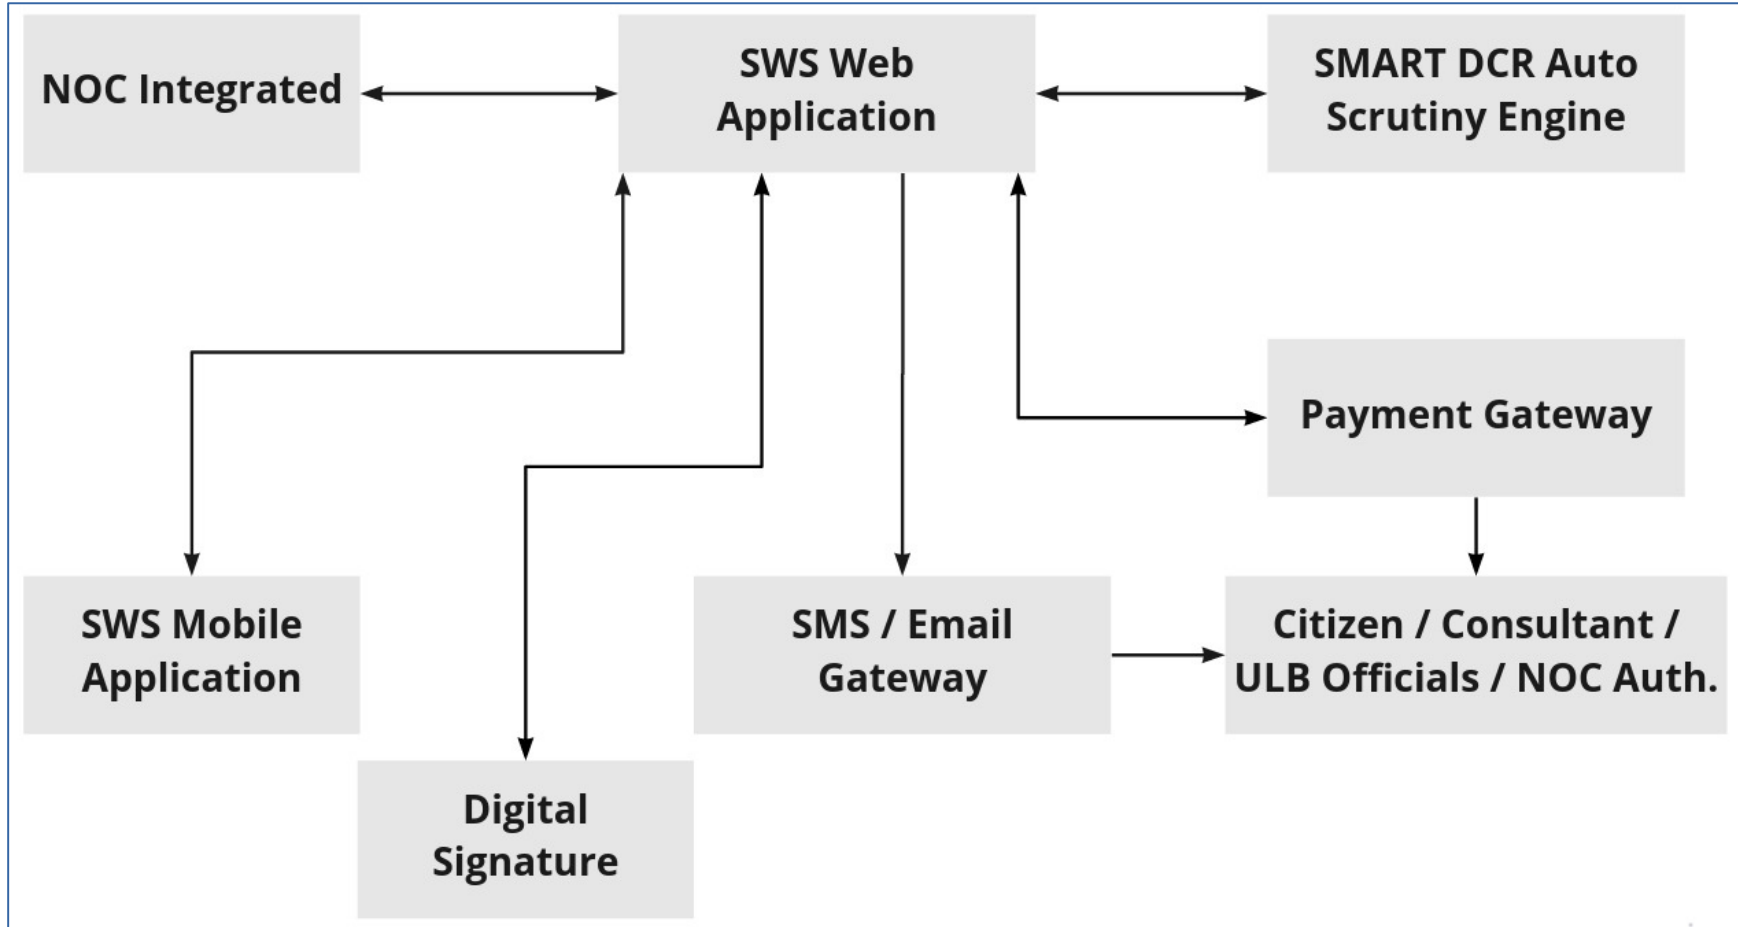 NOC Integrated
SWS Web
Application
SMART DCR Auto
Scrutiny Engine
Payment Gateway
SWS Mobile
Application
SMS / Email
Gateway
Citizen / Consultant /
ULB Officials / NOC Auth.
Digital
Signature